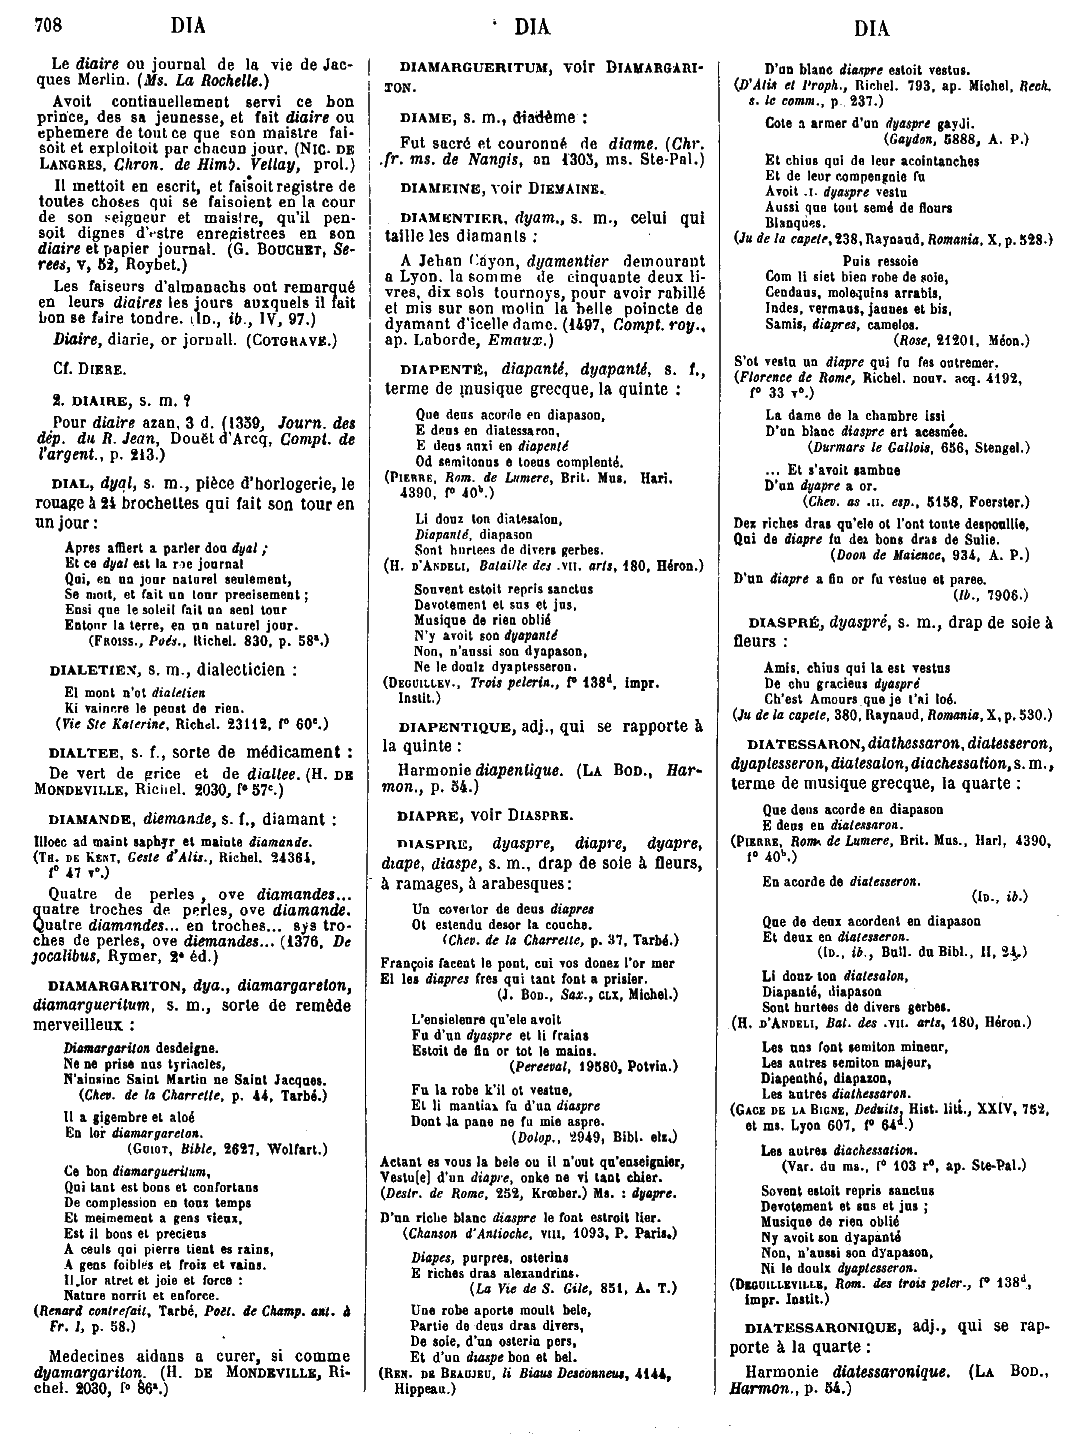 708 DIA DIA DIA
Le diaire ou journal de la vie de Jac-
ques Merlin. (Ms. La Rochelle.)
Avoit continuellement servi ce bon
prince, des sa jeunesse, et fait diaire ou
ephemere de tout ce que son maistre fai-
soit et exploitoit par chacun jour. (NIC. DE
LANGRES, Chron. de Himb. Vellay, prol.)
Il mettoit en escrit, et faisoit registre de
toutes choses qui se faisoient en la cour
de son seigneur et maistre, qu'il pen-
soit dignes d'estre enregistrees en son
diaire et papier journal. (G. BOUCHET, Se-
rees, V, 52, Roybet.)
Les faiseurs d'almanachs ont remarqué
en leurs diaires les jours auxquels il fait
bon se faire tondre. (ID., ib., IV, 97.)
Diaire, diarie, or jornall. (COTGRAVE.)
Cf. DIERE.
2. DIAIRE, s. m. ?
Pour diaire azan, 3 d. (1359, Journ. des
dép. du R. Jean, Douët d'Arcq, Compt. de
l'argent., p. 213.)
DIAL, dyal, s. m., pièce d'horlogerie, le
rouage à 24 brochettes qui fait son tour en
un jour :
Apres affiert a parler dou dyal ;
Et ce dyal est la roe journal
Qui, en un jour naturel seulement,
Se moit, et fait un tour precisement ;
Ensi que le soleil fait un seul tour
Entour la terre, en un naturel jour.
(FROISS., Poés., Richel. 830, p. 58ª.)
DIALETIEN, s. m., dialecticien :
El mont n'ot dialetien
Ki vaincre le peust de rien.
(Vie Ste Katerine, Richel. 23112, f° 60ᶜ.)
DIALTEE, s. f., sorte de médicament :
De vert de grice et de dialtee. (H. DE
MONDEVILLE, Richel. 2030, f° 57ᶜ.)
DIAMANDE, diemande, s. f., diamant :
Illoec ad maint saphyr et mainte diamande.
(TH. DE KENT, Geste d'Alis., Richel. 24364,
f° 47 v°.)
Quatre de perles, ove diamandes...
quatre troches de perles, ove diamande.
Quatre diamandes... en troches... sys tro-
ches de perles, ove diemandes... (1376, De
jocalibus, Rymer, 2ᵉ éd.)
DIAMARGARITON, dya., diamargareton,
diamargueritum, s. m., sorte de remède
merveilleux :
Diamargariton desdeigne.
Ne ne prise nus tyriacles,
N'ainsinc Saint Martin ne Saint Jacques.
(Chev. de la Charrette, p. 44, Tarbé.)
Il a gigembre et aloé
En lor diamargareton.
(GUIOT, Bible, 2627, Wolfart.)
Ce bon diamargueritum,
Qui tant est bons et confortans
De complession en touz temps
Et meimement a gens vieux,
Est il bons et precieus
A ceuls qui pierre tient es rains,
A gens foibles et froiz et vains.
Il lor atret et joie et force :
Nature norrit et enforce.
(Renard contrefait, Tarbé, Poet. de Champ. ant. à
Fr. I, p. 58.)
Medecines aidans a curer, si comme
dyamargariton. (H. DE MONDEVILLE, Ri-
chel. 2030, f° 86ª.)
DIAMARGUERITUM, voir DIAMARGARI-
TON.
DIAME, s. m., diadème :
Fut sacré et couronné de diame. (Chr.
fr. ms. de Nangis, an 1303, ms. Ste-Pal.)
DIAMEINE, voir DIEMAINE.
DIAMENTIER, dyam., s. m., celui qui
taille les diamants :
A Jehan Cayon, dyamentier demourant
a Lyon. la somme de cinquante deux li-
vres, dix sols tournoys, pour avoir rabillé
et mis sur son molin la belle poincte de
dyamant d'icelle dame. (1497, Compt. roy.,
ap. Laborde, Emaux.)
DIAPENTÉ, diapanté, dyapanté, s. f.,
terme de musique grecque, la quinte :
Que deus acorde en diapason,
E deus en diatessaron,
E deus auxi en diapenté
Od semitonus e toeus complenté.
(PIERRE, Rom. de Lumere, Brit. Mus. Harl.
4390, f° 40ᵇ.)
Li douz ton diatesalon,
Diapanté, diapason
Sont hurtees de divers gerbes.
(H. D'ANDELI, Bataille des .VII. arts, 180, Héron.)
Souvent estoit repris sanctus
Devotement et sus et jus,
Musique de rien oblié
N'y avoit son dyapanté
Non, n'aussi son dyapason,
Ne le doulz dyaptesseron.
(DEGUILLEV., Trois pelerin., f° 138ᵈ, impr.
Instit.)
DIAPENTIQUE, adj., qui se rapporte à
la quinte :
Harmonie diapentique. (LA BOD., Har-
mon., p. 54.)
DIAPRE, voir DIASPRE.
DIASPRE, dyaspre, diapre, dyapre,
diape, diaspe, s. m., drap de soie à fleurs,
à ramages, à arabesques :
Un covertor de deus diapres
Ot estendu desor la couche.
(Chev. de la Charrette, p. 37, Tarbé.)
François facent le pont, cui vos donez l'or mer
El les diapres fres qui tant font a prisier.
(J. BOD., Sax., CLX, Michel.)
L'enseieleure qu'ele avoit
Fu d'un dyaspre et li frains
Estoit de fin or tot le mains.
(Perceval, 19580, Potvin.)
Fu la robe k'il ot vestue,
Et li mantiax fu d'un diaspre
Dont la pane ne fu mie aspre.
(Dolop., 2949, Bibl. elz.)
Actant es vous la bele ou il n'out qu'enseignier,
Vestu[e] d'un diapre, onke ne vi tant chier.
(Destr. de Rome, 252, Krœber.) Ms. : dyapre.
D'un riche blanc diaspre le font estroit lier.
(Chanson d'Antioche, VIII, 1093, P. Paris.)
Diapes, purpres, osterins
E riches dras alexandrins.
(La Vie de S. Gile, 851, A. T.)
Une robe aporte moult bele,
Partie de deus dras divers,
De soie, d'un osterin pers,
Et d'un diaspe bon et bel.
(REN. DE BEAUJEU, li Biaus Desconneus, 4144,
Hippeau.)
D'un blanc diaspre estoit vestus.
(D'Alis et Proph., Richel. 793, ap. Michel, Rech.
s. le comm., p. 237.)
Cote a armer d'un dyaspre gaydi.
(Gaydon, 5888, A. P.)
Et chius qui de leur acointanches
Et de leur compengnie fu
Avoit .I. dyaspre vestu
Aussi que tout semé de flours
Blanques.
(Ju de la capete, 238, Raynaud, Romania, X, p. 528.)
Puis ressoie
Com li siet bien robe de soie,
Cendaus, molequins arrabis,
Indes, vermaus, jaunes et bis,
Samis, diapres, camelos.
(Rose, 21201, Méon.)
S'ot vestu un diapre qui fu fes outremer.
(Florence de Rome, Richel. nouv. acq. 4192,
f° 33 v°.)
La dame de la chambre issi
D'un blanc diaspre ert acesmée.
(Durmars le Gallois, 656, Stengel.)
... Et s'avoit sambue
D'un dyapre a or.
(Chev. as .II. esp., 5158, Foerster.)
Dez riches dras qu'ele ot l'ont toute despoullie,
Qui de diapre fu dez bons dras de Sulie.
(Doon de Maience, 934, A. P.)
D'un diapre a fin or fu vestue et paree.
(Ib., 7906.)
DIASPRÉ, dyaspré, s. m., drap de soie à
fleurs :
Amis, chius qui la est vestus
De chu gracieus dyaspré
Ch'est Amours que je t'ai loé.
(Ju de la capete, 380, Raynaud, Romania, X, p. 530.)
DIATESSARON, diathessaron, diatesseron,
dyaptesseron, diatesalon, diachessation, s. m.,
terme de musique grecque, la quarte :
Que deus acorde en diapason
E deus en diatessaron.
(PIERRE, Rom. de Lumere, Brit. Mus., Harl, 4390,
f° 40ᵇ.)
En acorde de diatesseron.
(ID., ib.)
Que de deux acordent en diapason
Et deux en diatesseron.
(ID., ib., Bull. du Bibl., II, 24.)
Li douz ton diatesalon,
Diapanté, diapason
Sont hurtees de divers gerbes.
(H. D'ANDELI, Bat. des .VII. arts, 180, Héron.)
Les uns font semiton mineur,
Les autres semiton majeur,
Diapenthé, diapazon,
Les autres diathessaron.
(GACE DE LA BIGNE, Deduits, Hist. litt., XXIV, 752,
et ms. Lyon 607, f° 64ᵈ.)
Les autres diachessation.
(Var. du ms., f° 103 r°, ap. Ste-Pal.)
Sovent estoit repris sanctus
Devotement et sus et jus ;
Musique de rien oblié
Ny avoit son dyapanté
Non, n'aussi son dyapason,
Ni le doulx dyaptesseron.
(DEGUILLEVILLE, Rom. des trois peler., f° 138ᵈ,
impr. Instit.)
DIATESSARONIQUE, adj., qui se rap-
porte à la quarte :
Harmonie diatessaronique. (LA BOD.,
Harmon., p. 54.)